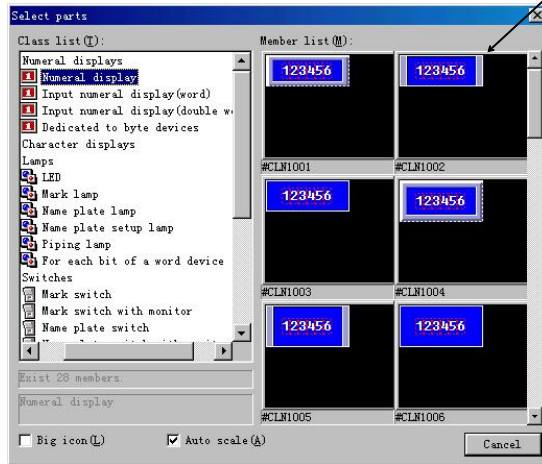 Select parts
Class list(T):
Numeral displays
Numeral display
Input numeral display(word)
Input numeral display(double w
Dedicated to byte devices
Character displays
Lamps
LED
Mark lamp
Name plate lamp
Name plate setup lamp
Piping lamp
For each bit of a word device
Switches
Mark switch
Mark switch with monitor
Name plate switch
Exist 28 members.
Numeral display
Big icon(L)
Auto scale(A)
Member list(M):
123456
123456
#CLN1001
#CLN1002
123456
123456
#CLN1003
#CLN1004
123456
123456
#CLN1005
#CLN1006
Cancel